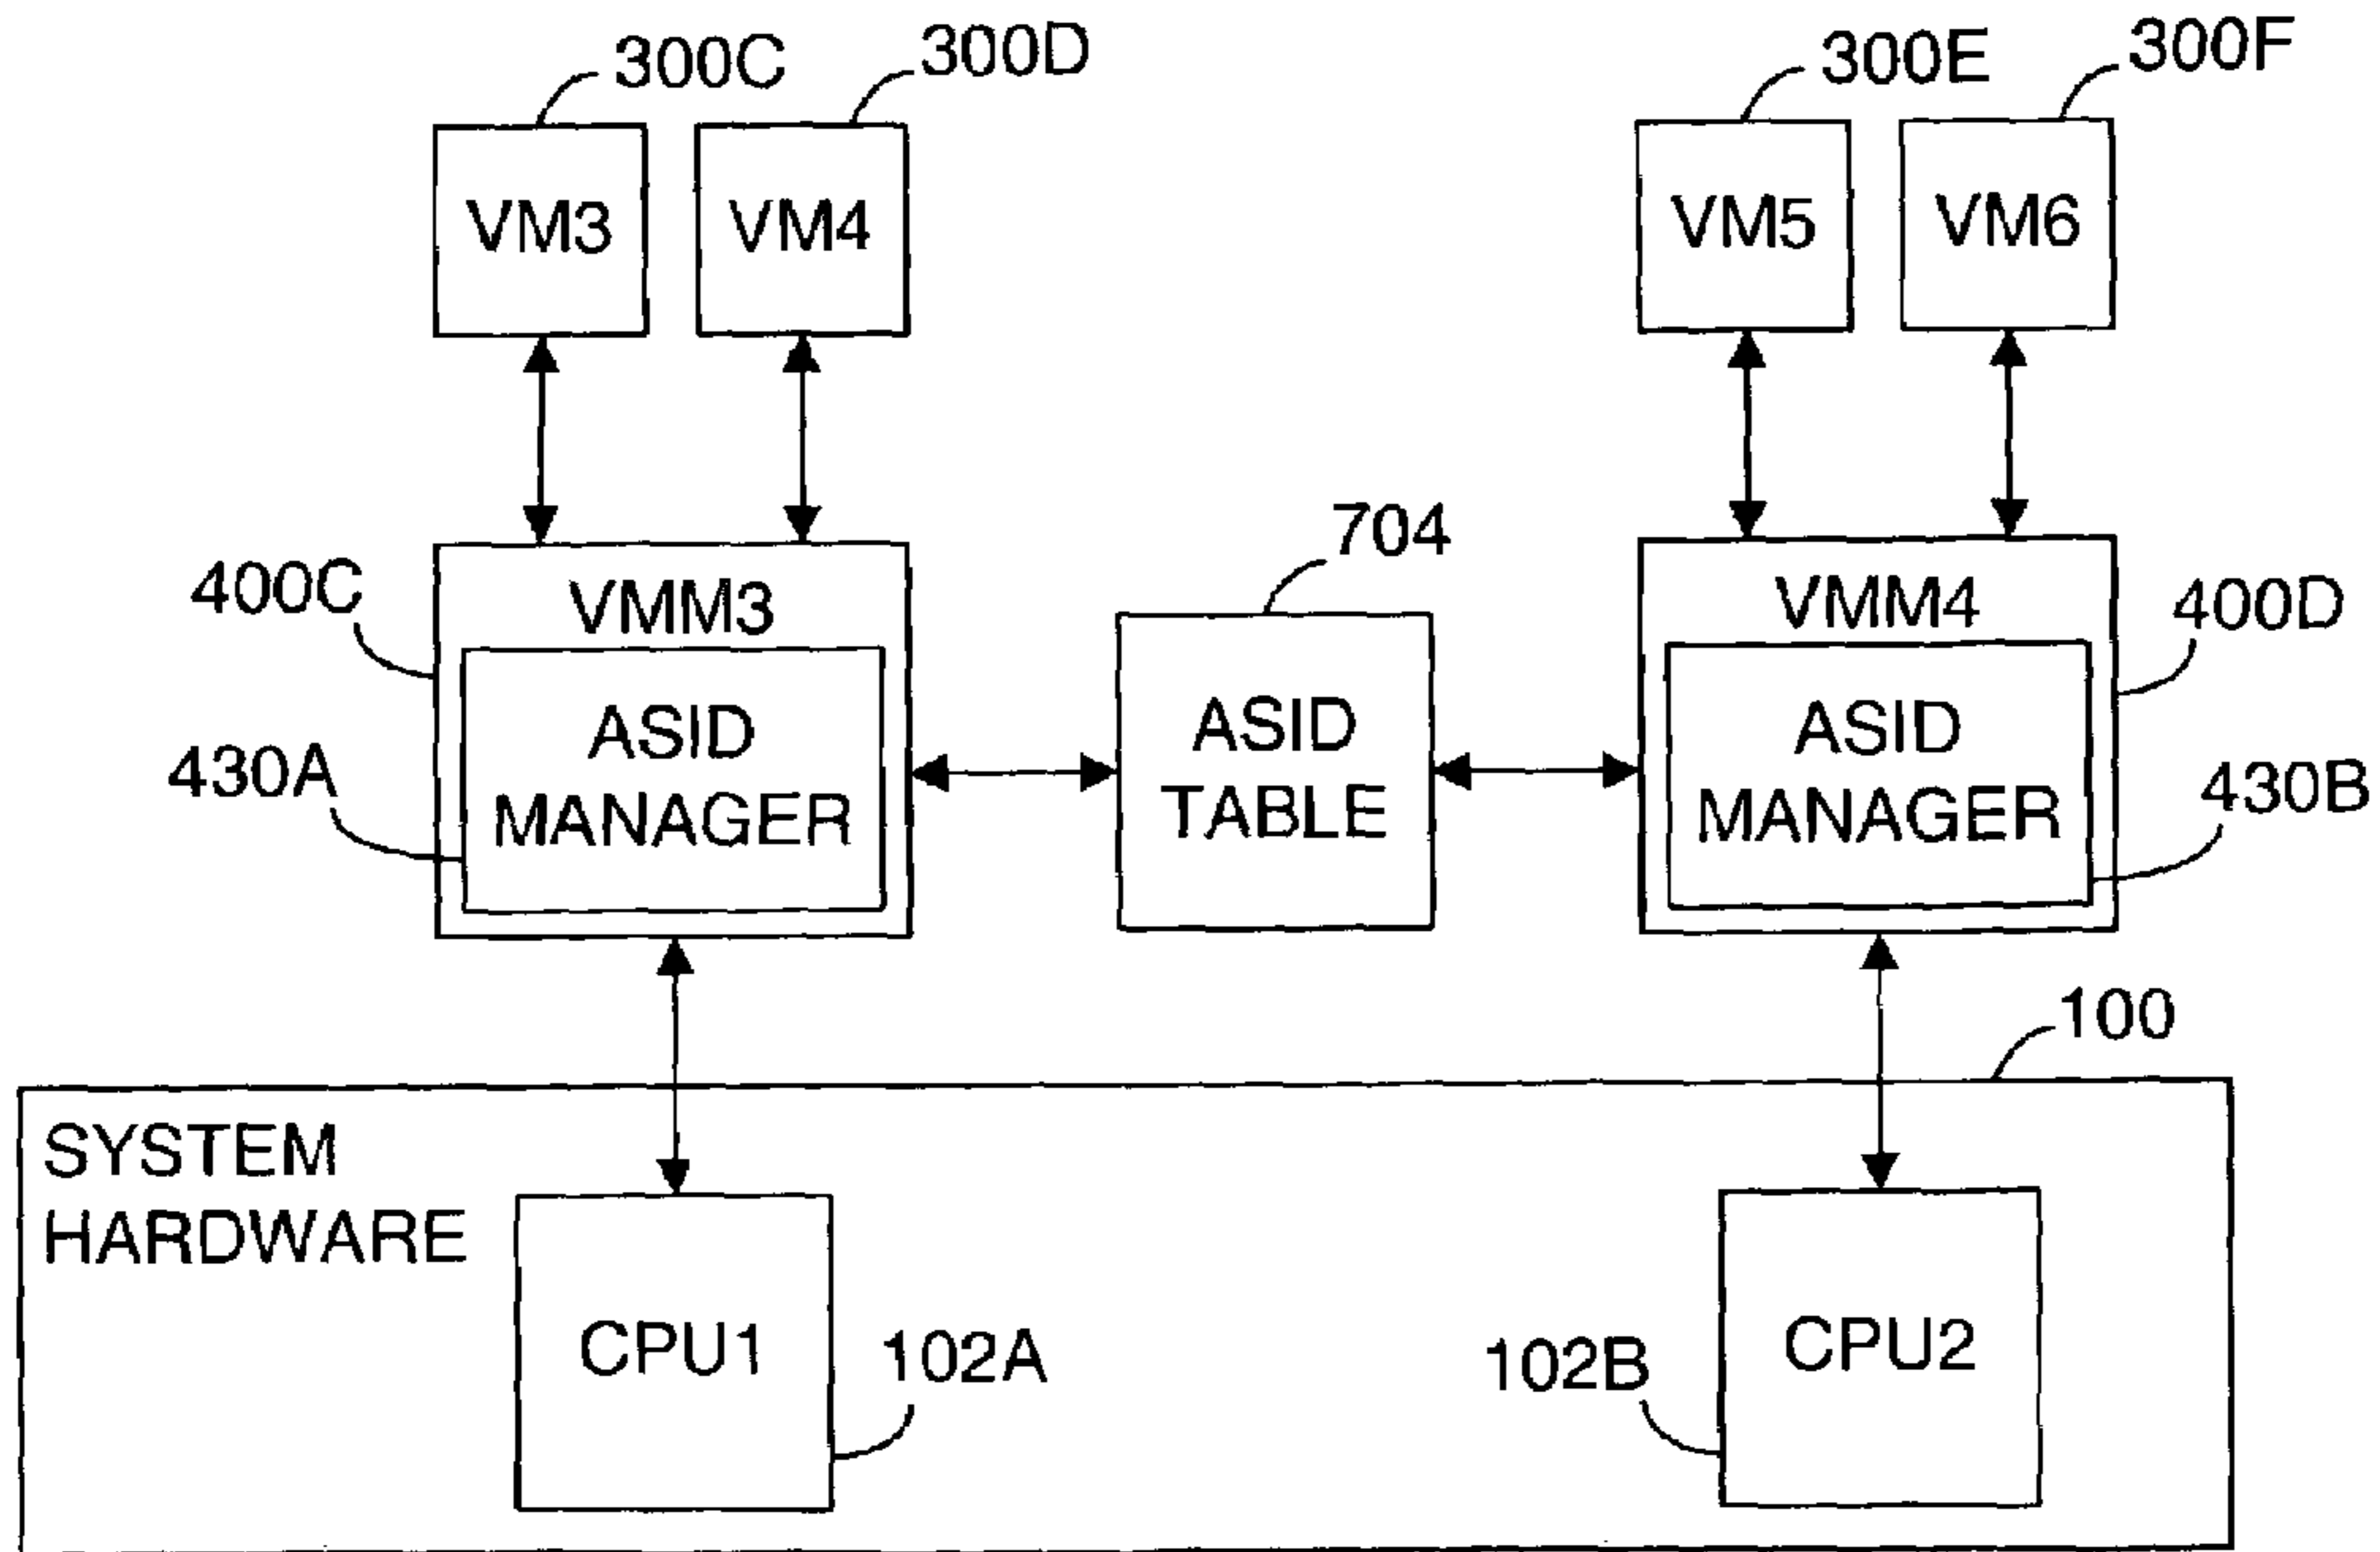 300C
300D
300E
300F
VM3
VM4
VM5
VM6
704
400C
VMM3
VMM4
400D
430A
ASID
MANAGER
ASID
TABLE
ASID
MANAGER
430B
100
SYSTEM
HARDWARE
CPU1
102A
102B
CPU2